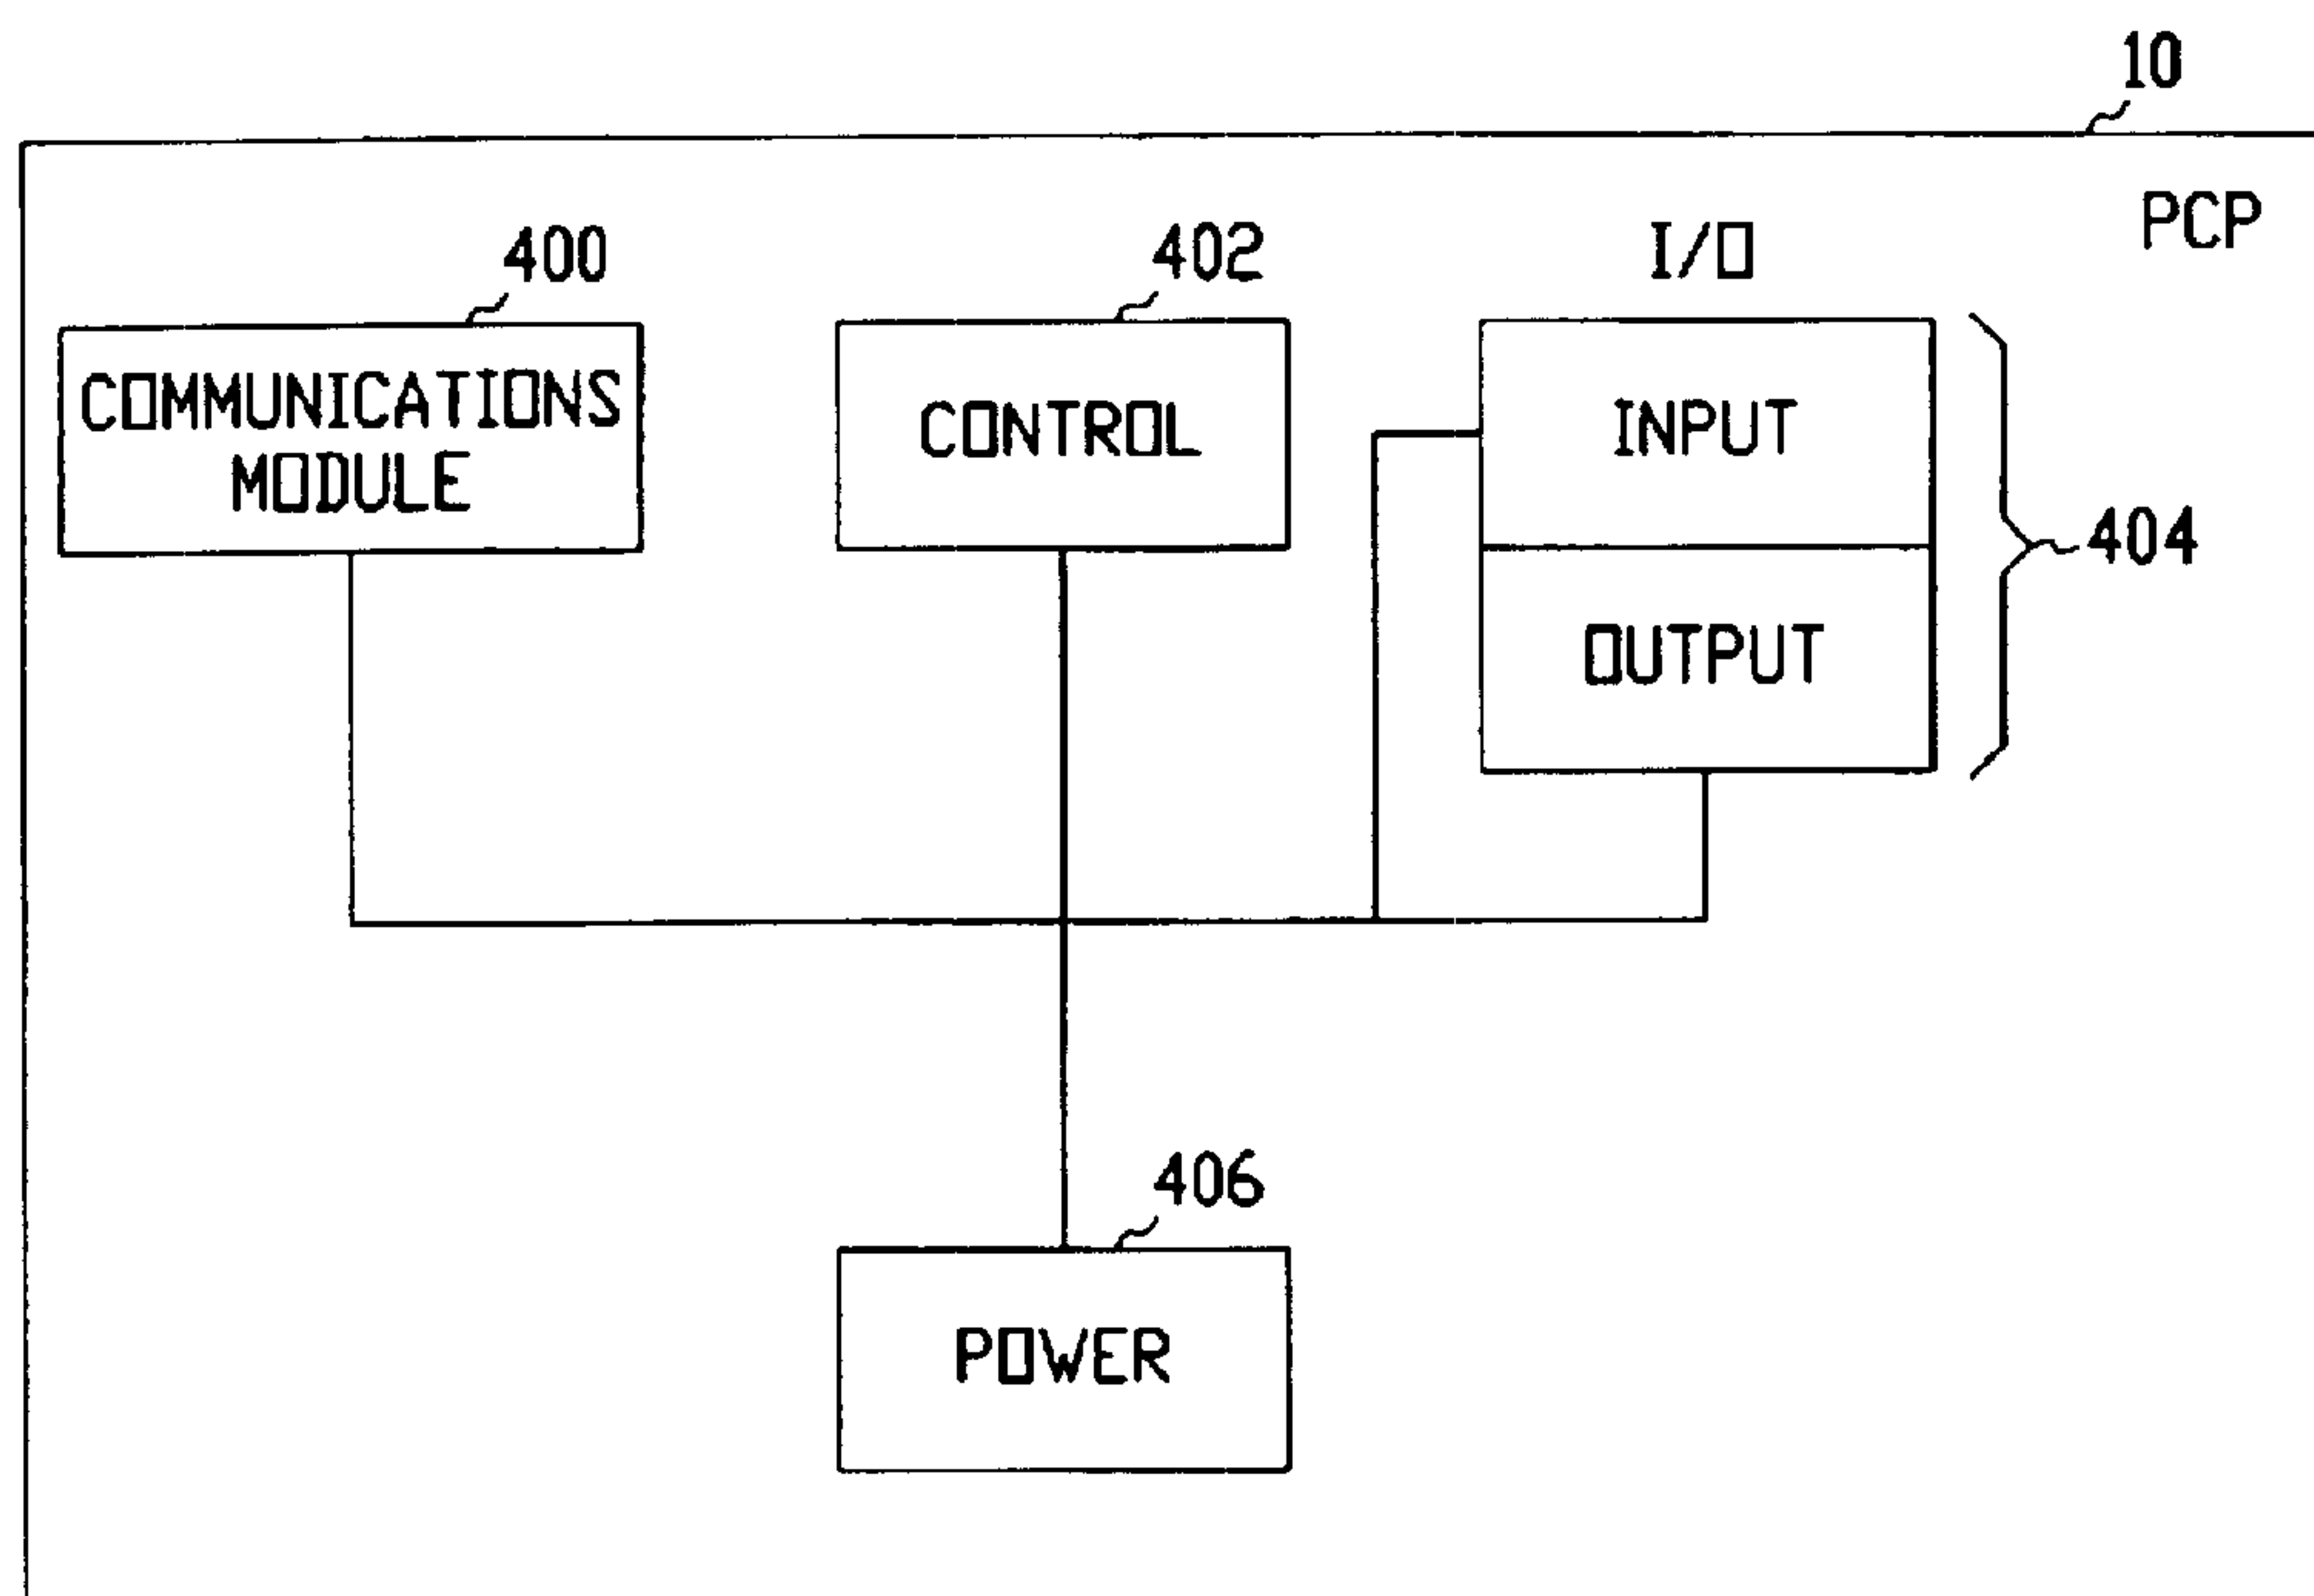 10
PCP
400
402
I/O
COMMUNICATIONS
MODULE
CONTROL
INPUT
404
OUTPUT
406
POWER